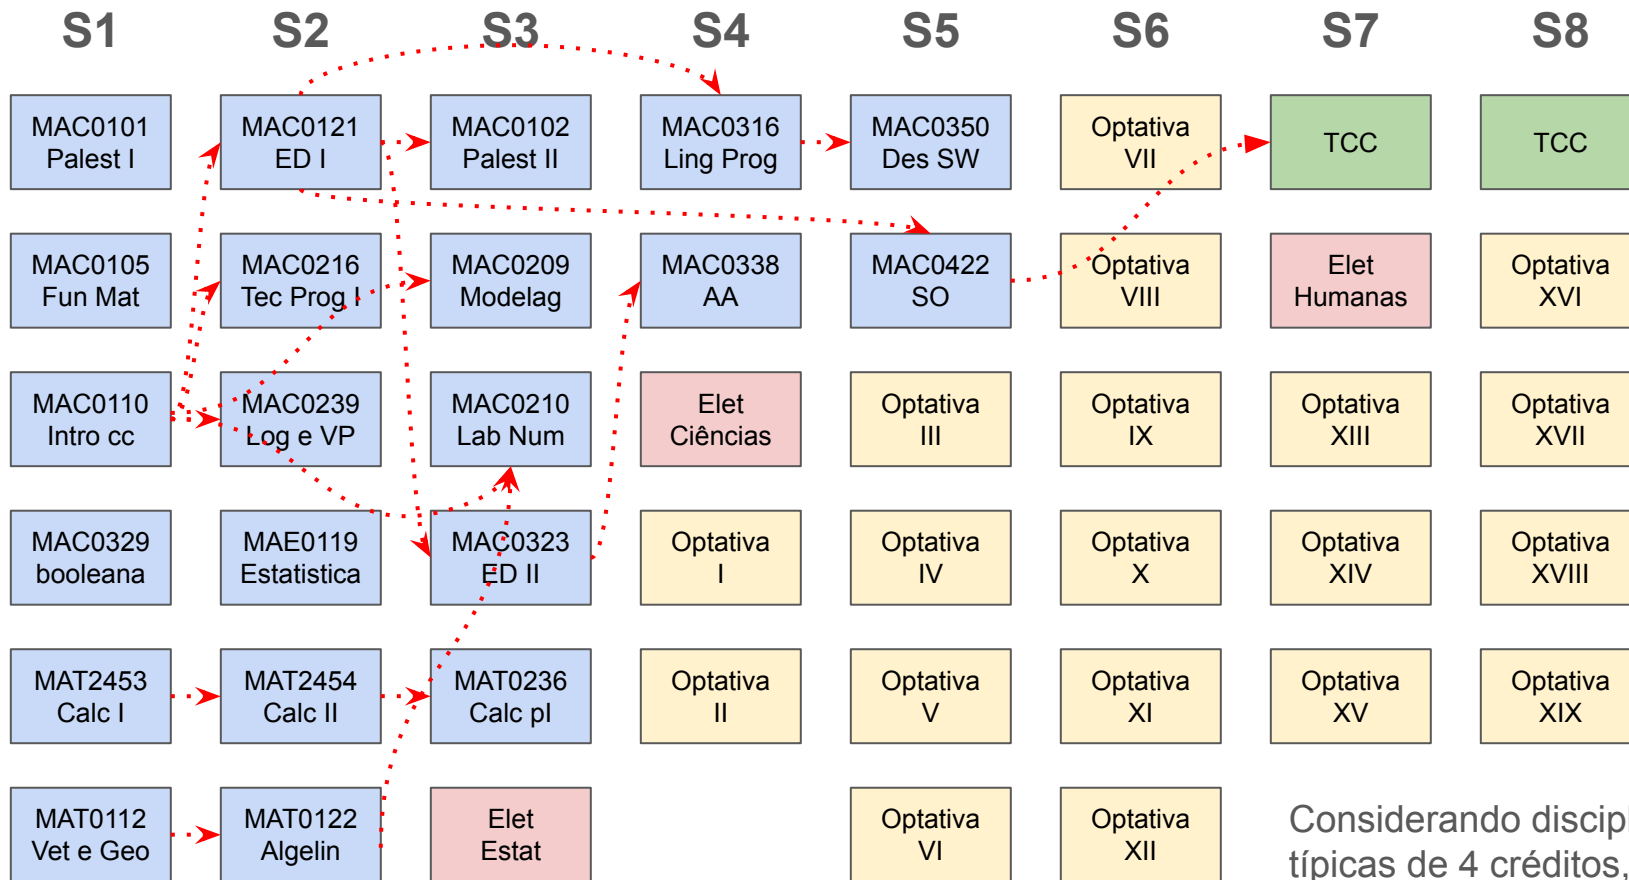 S1 S2 S3 S4 S5 S6 S7 S8
MAC0101
Palest I
MAC0121
ED I
MAC0102
Palest II
MAC0316
Ling Prog
MAC0350
Des SW
Optativa
VII
TCC
TCC
MAC0105
Fun Mat
MAC0216
Tec Prog I
MAC0209
Modelag
MAC0338
AA
MAC0422
SO
Optativa
VIII
Elet
Humanas
Optativa
XVI
MAC0110
Intro cc
MAC0239
Log e VP
MAC0210
Lab Num
Elet
Ciências
Optativa
III
Optativa
IX
Optativa
XIII
Optativa
XVII
MAC0329
booleana
MAE0119
Estatistica
MAC0323
ED II
Optativa
I
Optativa
IV
Optativa
X
Optativa
XIV
Optativa
XVIII
MAT2453
Calc I
MAT2454
Calc II
MAT0236
Calc pI
Optativa
II
Optativa
V
Optativa
XI
Optativa
XV
Optativa
XIX
MAT0112
Vet e Geo
MAT0122
Algelin
Elet
Estat
Optativa
VI
Optativa
XII
Considerando discipl
típicas de 4 créditos,